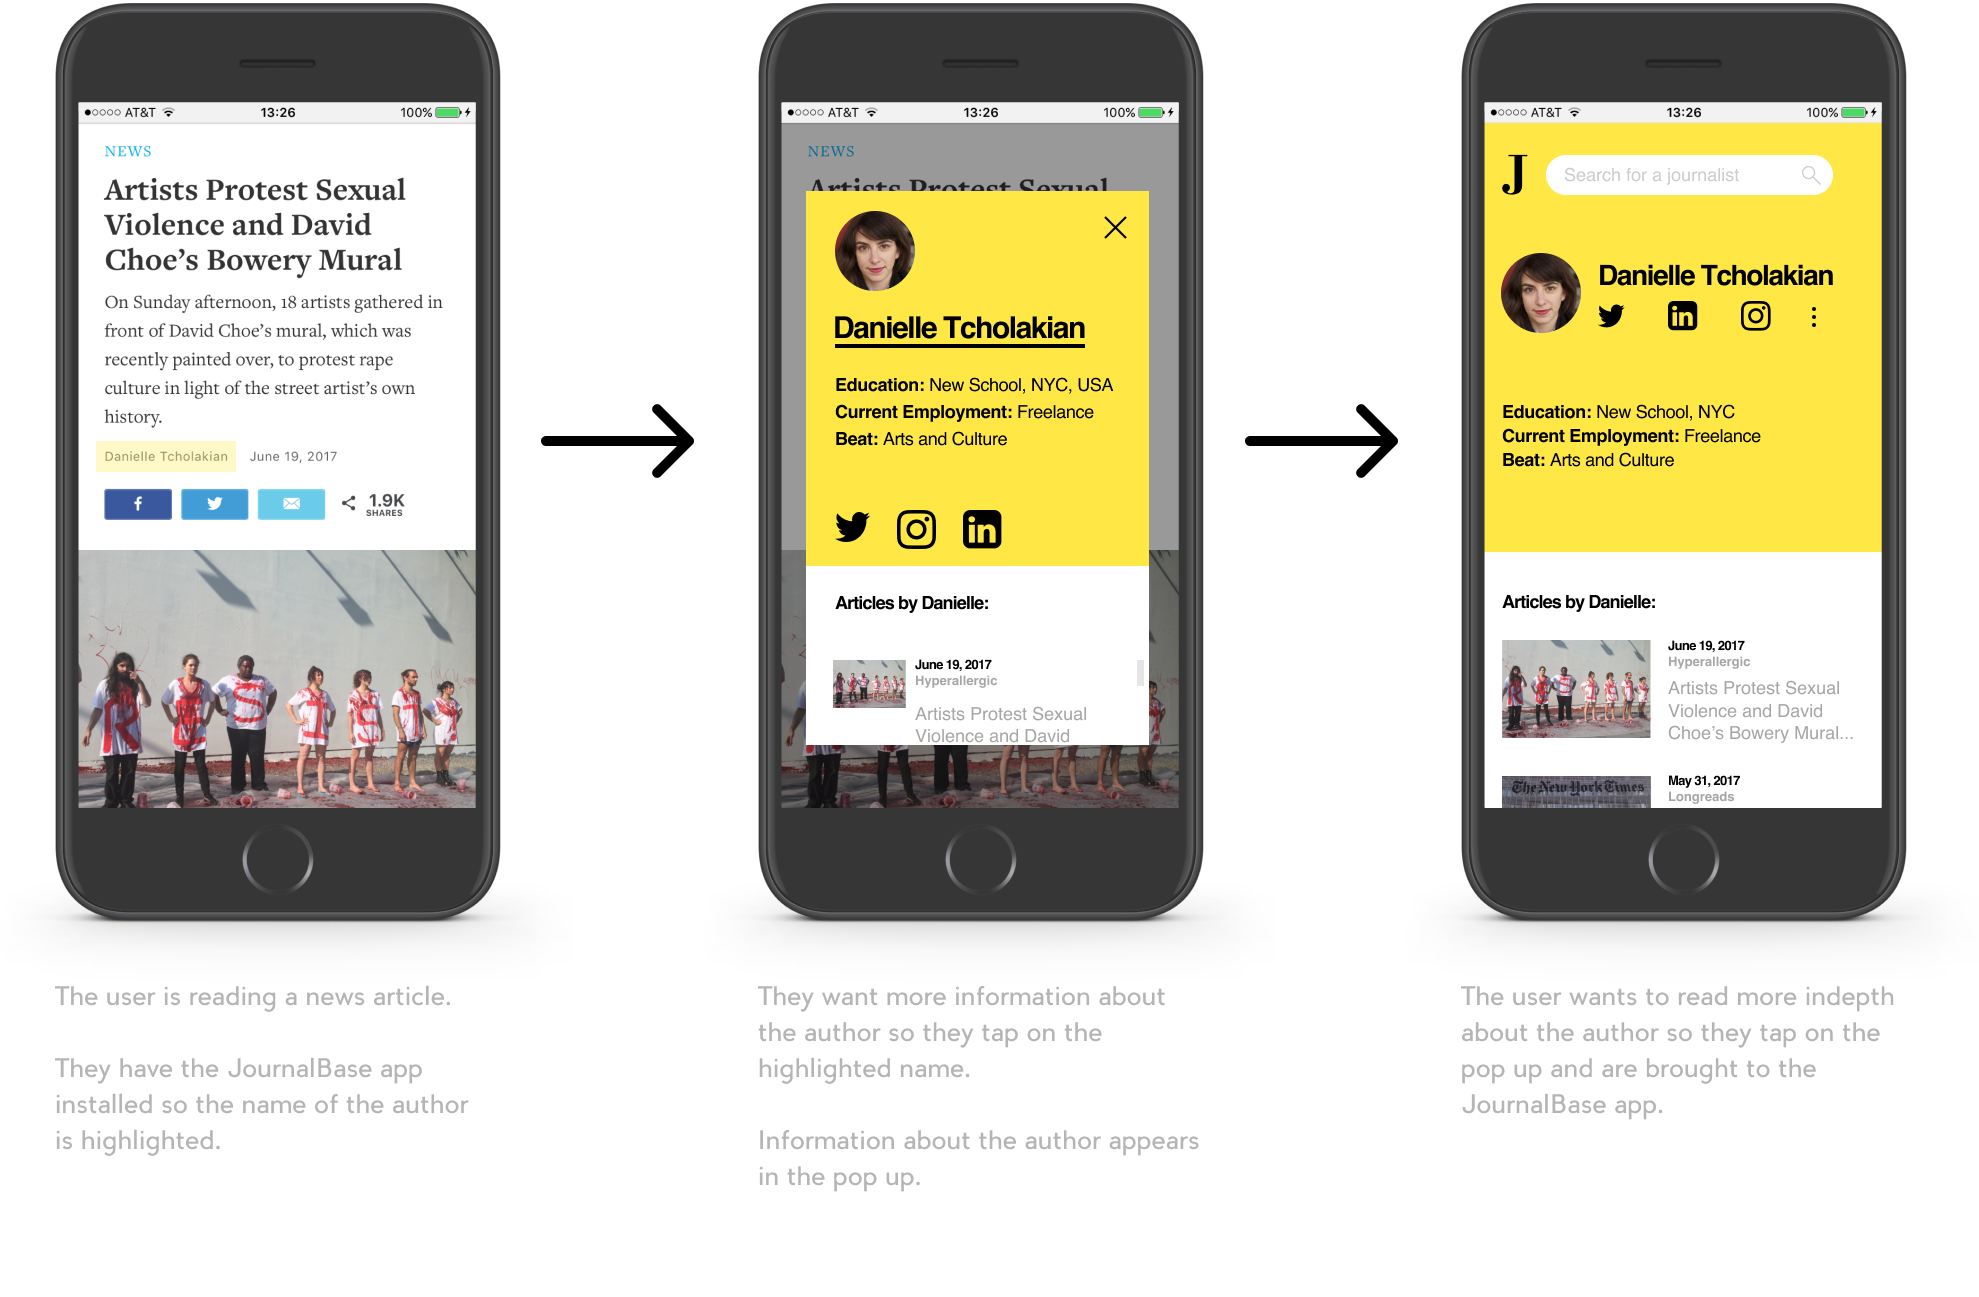 AT&T 13:26 100%
NEWS
Artists Protest Sexual
Violence and David
Choe's Bowery Mural
On Sunday afternoon, 18 artists gathered in
front of David Choe's mural, which was
recently painted over, to protest rape
culture in light of the street artist's own
history.
Danielle Tcholakian June 19, 2017
1.9K
SHARES
RESIST
The user is reading a news article.
They have the JournalBase app
installed so the name of the author
is highlighted.
AT&T 13:26 100%
NEWS
Artists Protest Sexual
Danielle Tcholakian
Education: New School, NYC, USA
Current Employment: Freelance
Beat: Arts and Culture
Articles by Danielle:
June 19, 2017
Hyperallergic
Artists Protest Sexual
Violence and David
They want more information about
the author so they tap on the
highlighted name.
Information about the author appears
in the pop up.
AT&T 13:26 100%
J Search for a journalist
Danielle Tcholakian
Education: New School, NYC
Current Employment: Freelance
Beat: Arts and Culture
Articles by Danielle:
June 19, 2017
Hyperallergic
Artists Protest Sexual
Violence and David
Choe's Bowery Mural...
The New York Times
May 31, 2017
Longreads
The user wants to read more indepth
about the author so they tap on the
pop up and are brought to the
JournalBase app.